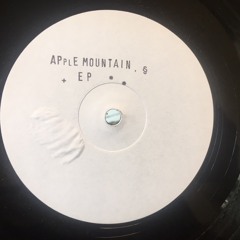 APpLE MOUNTAIN. §
+ EP **